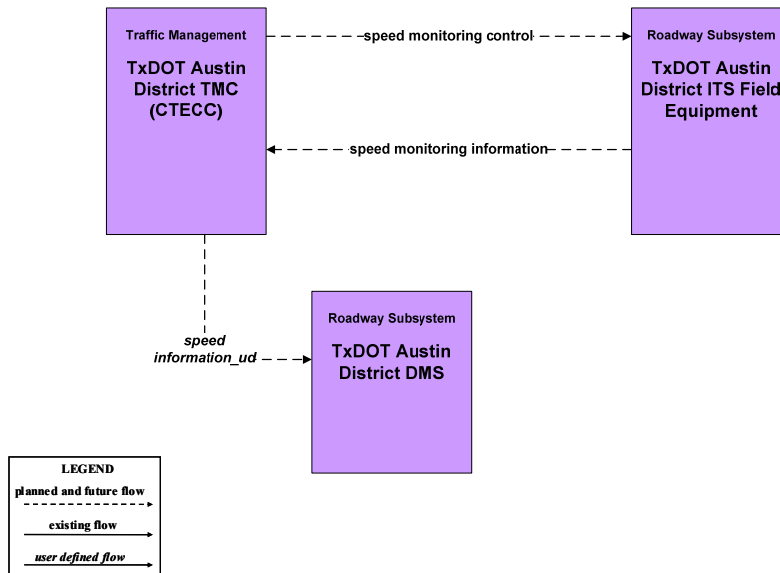 Traffic Management
TxDOT Austin
District TMC
(CTECC)
speed monitoring control
Roadway Subsystem
TxDOT Austin
District ITS Field
Equipment
speed monitoring information
speed
information_ud
Roadway Subsystem
TxDOT Austin
District DMS
LEGEND
planned and future flow
existing flow
user defined flow